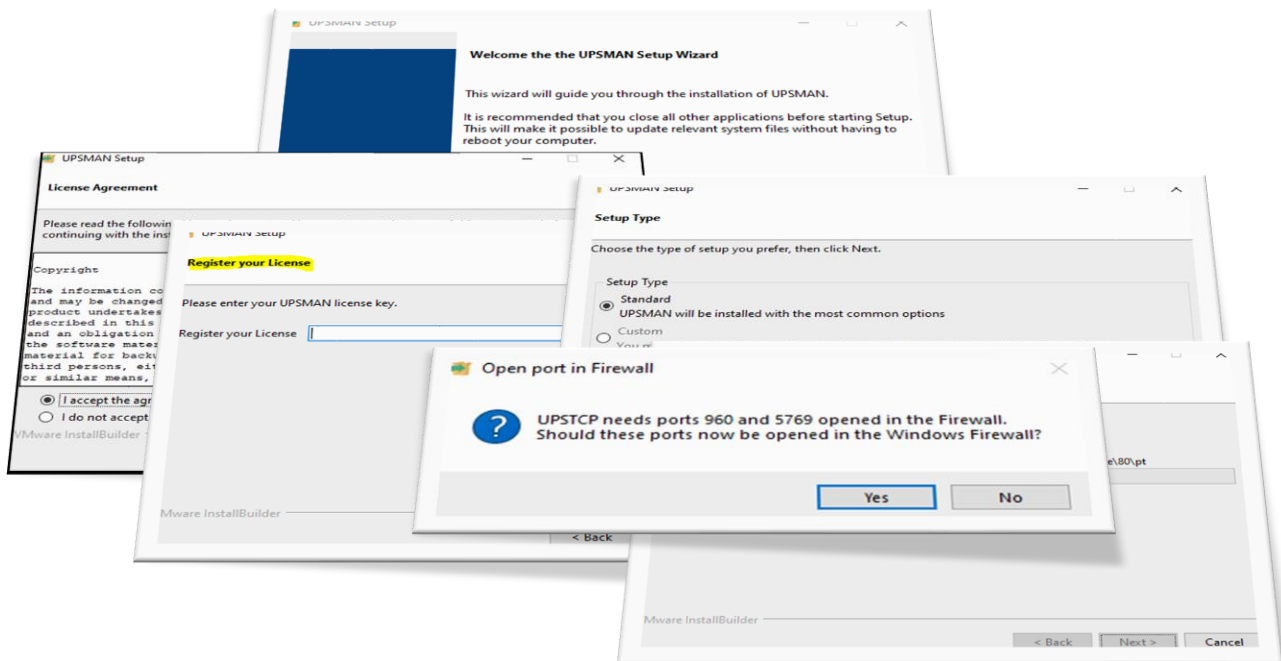 UPSMAN Setup
Welcome the the UPSMAN Setup Wizard
This wizard will guide you through the installation of UPSMAN.
It is recommended that you close all other applications before starting Setup.
This will make it possible to update relevant system files without having to
reboot your computer.
UPSMAN Setup
License Agreement
Please read the followin
continuing with the ins
Copyright
The information co
and may be changed
product undertakes
described in this
and an obligation
the software mater
material for backu
third persons, eit
or similar means,
I accept the agr
I do not accept
VMware InstallBuilder
UPSMAN Setup
Register your License
Please enter your UPSMAN license key.
Register your License
Mware InstallBuilder
< Back
UPSMAN Setup
Setup Type
Choose the type of setup you prefer, then click Next.
Setup Type
Standard
UPSMAN will be installed with the most common options
Custom
Open port in Firewall
UPSTCP needs ports 960 and 5769 opened in the Firewall.
Should these ports now be opened in the Windows Firewall?
Yes
No
e\80\pt
Mware InstallBuilder
< Back
Next >
Cancel